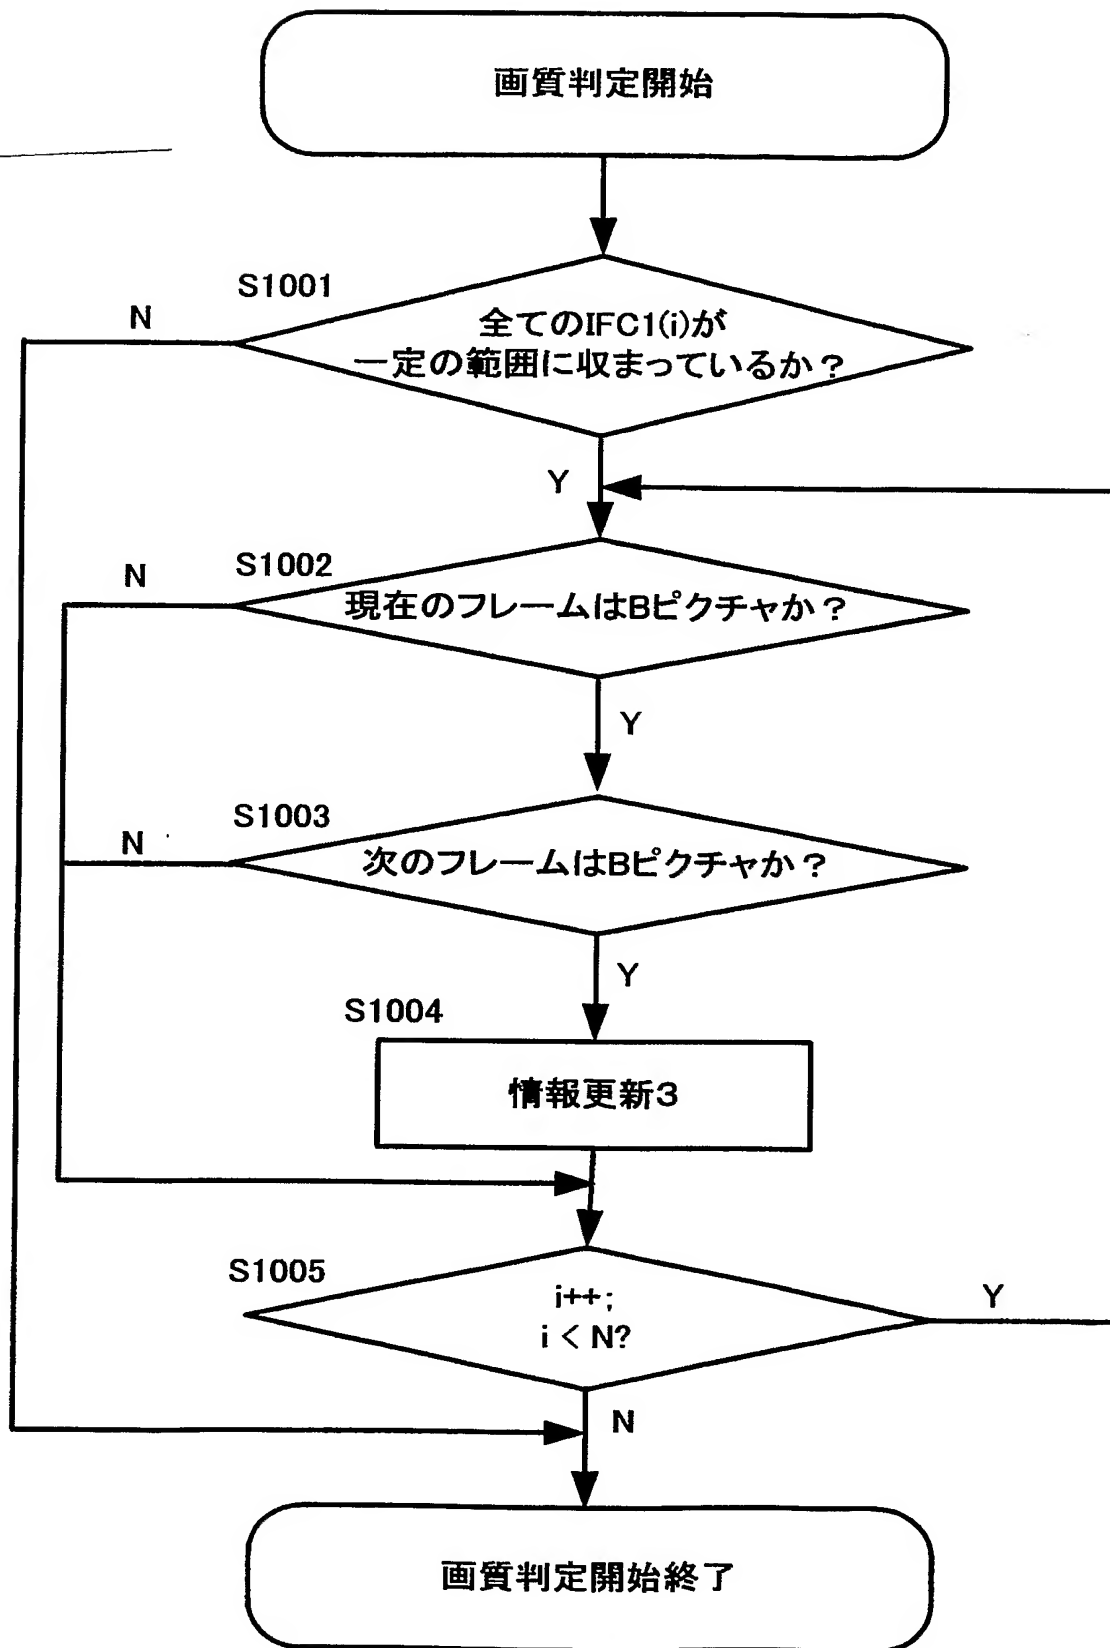 画質判定開始
S1001
N
全てのIFC1(i)が
一定の範囲に収まっているか?
Y
S1002
N
現在のフレームはBピクチャか?
Y
S1003
N
次のフレームはBピクチャか?
Y
S1004
情報更新3
S1005
i++;
i < N?
Y
N
画質判定開始終了